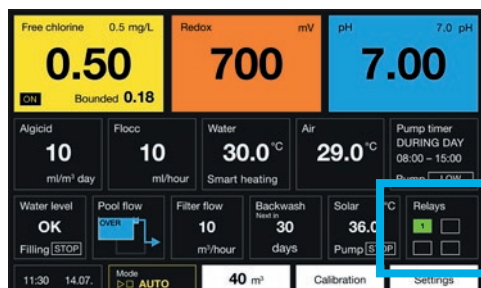 Free chlorine 0.5 mg/L
0.50
ON Bounded 0.18
Redox mV
700
pH 7.0 pH
7.00
Algicid
10
ml/m³ day
Flocc
10
ml/hour
Water
30.0 °C
Smart heating
Air
29.0 °C
Pump timer
DURING DAY
08:00 – 15:00
Pump LOW
Water level
OK
Filling STOP
Pool flow
OVER
Filter flow
10
m³/hour
Backwash
Next in
30
days
Solar °C
36.0
Pump STOP
Relays
1
11:30 14.07.
Mode
AUTO
40 m³
Calibration
Settings